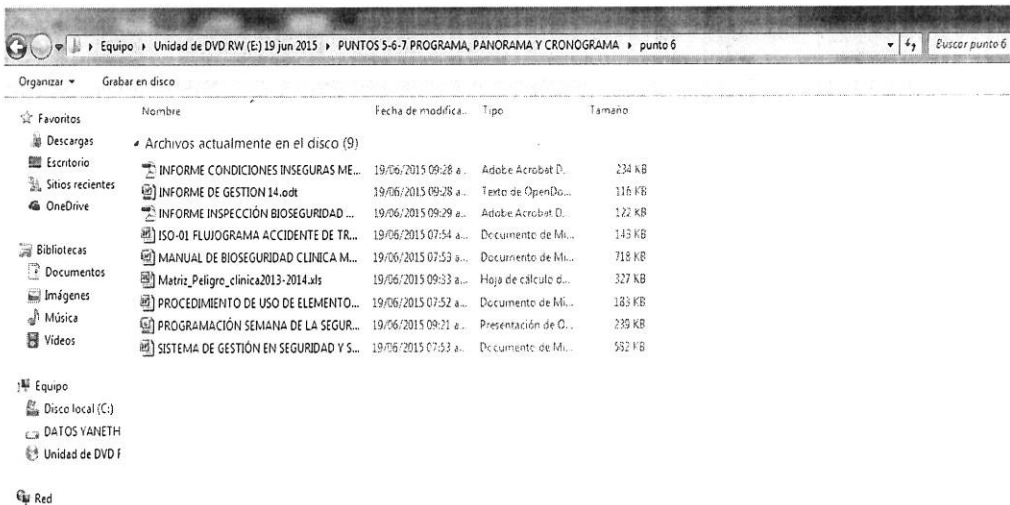 Equipo ▸ Unidad de DVD RW (E:) 19 jun 2015 ▸ PUNTOS 5-6-7 PROGRAMA, PANORAMA Y CRONOGRAMA ▸ punto 6
Buscar punto 6
Organizar
Grabar en disco
Nombre
Fecha de modifica...
Tipo
Tamaño
Favoritos
Descargas
Escritorio
Sitios recientes
OneDrive
Bibliotecas
Documentos
Imágenes
Música
Vídeos
Equipo
Disco local (C:)
DATOS YANETH
Unidad de DVD F
Red
Archivos actualmente en el disco (9)
INFORME CONDICIONES INSEGURAS ME... 19/06/2015 09:28 a... Adobe Acrobat D... 234 KB
INFORME DE GESTION 14.odt 19/06/2015 09:28 a... Texto de OpenDo... 116 KB
INFORME INSPECCIÓN BIOSEGURIDAD ... 19/06/2015 09:29 a... Adobe Acrobat D... 122 KB
ISO-01 FLUJOGRAMA ACCIDENTE DE TR... 19/06/2015 07:54 a... Documento de Mi... 143 KB
MANUAL DE BIOSEGURIDAD CLINICA M... 19/06/2015 07:53 a... Documento de Mi... 718 KB
Matriz_Peligro_clinica2013-2014.xls 19/06/2015 09:33 a... Hoja de cálculo d... 327 KB
PROCEDIMIENTO DE USO DE ELEMENTO... 19/06/2015 07:52 a... Documento de Mi... 183 KB
PROGRAMACIÓN SEMANA DE LA SEGUR... 19/06/2015 09:21 a... Presentación de O... 239 KB
SISTEMA DE GESTIÓN EN SEGURIDAD Y S... 19/06/2015 07:53 a... Documento de Mi... 582 KB